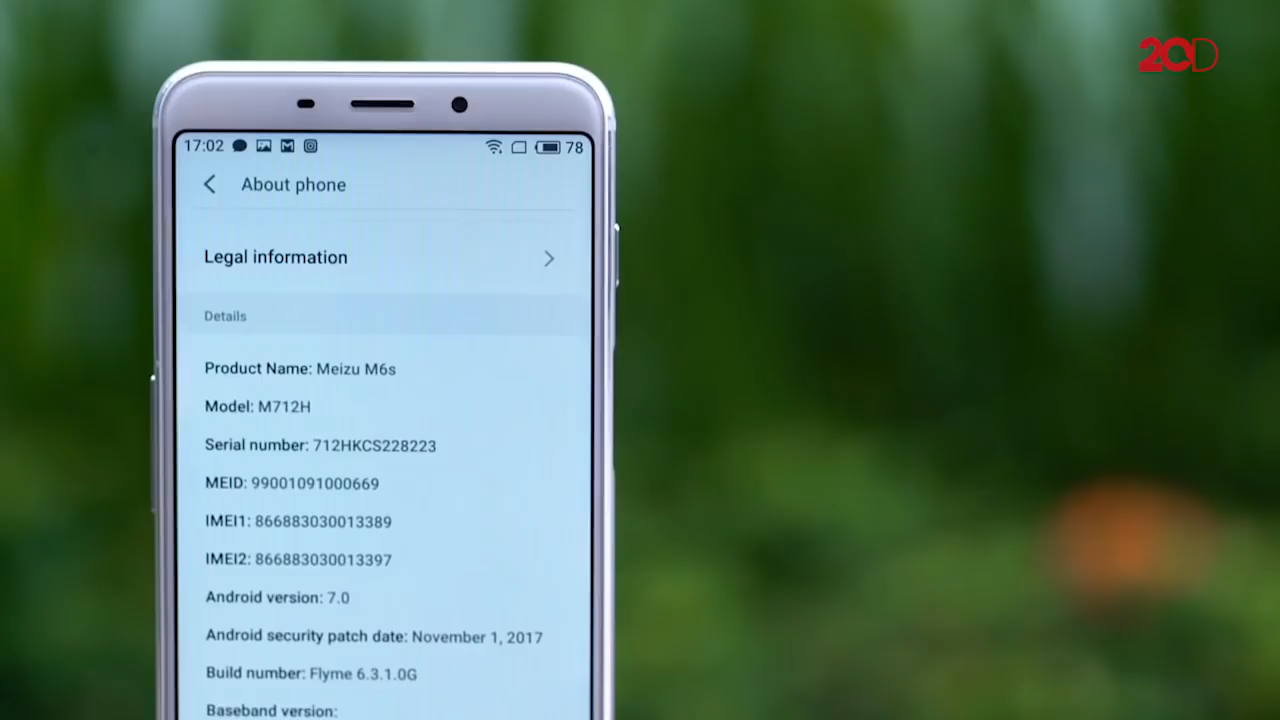 20D
17:02 78
About phone
Legal information
Details
Product Name: Meizu M6s
Model: M712H
Serial number: 712HKCS228223
MEID: 99001091000669
IMEI1: 866883030013389
IMEI2: 866883030013397
Android version: 7.0
Android security patch date: November 1, 2017
Build number: Flyme 6.3.1.0G
Baseband version: